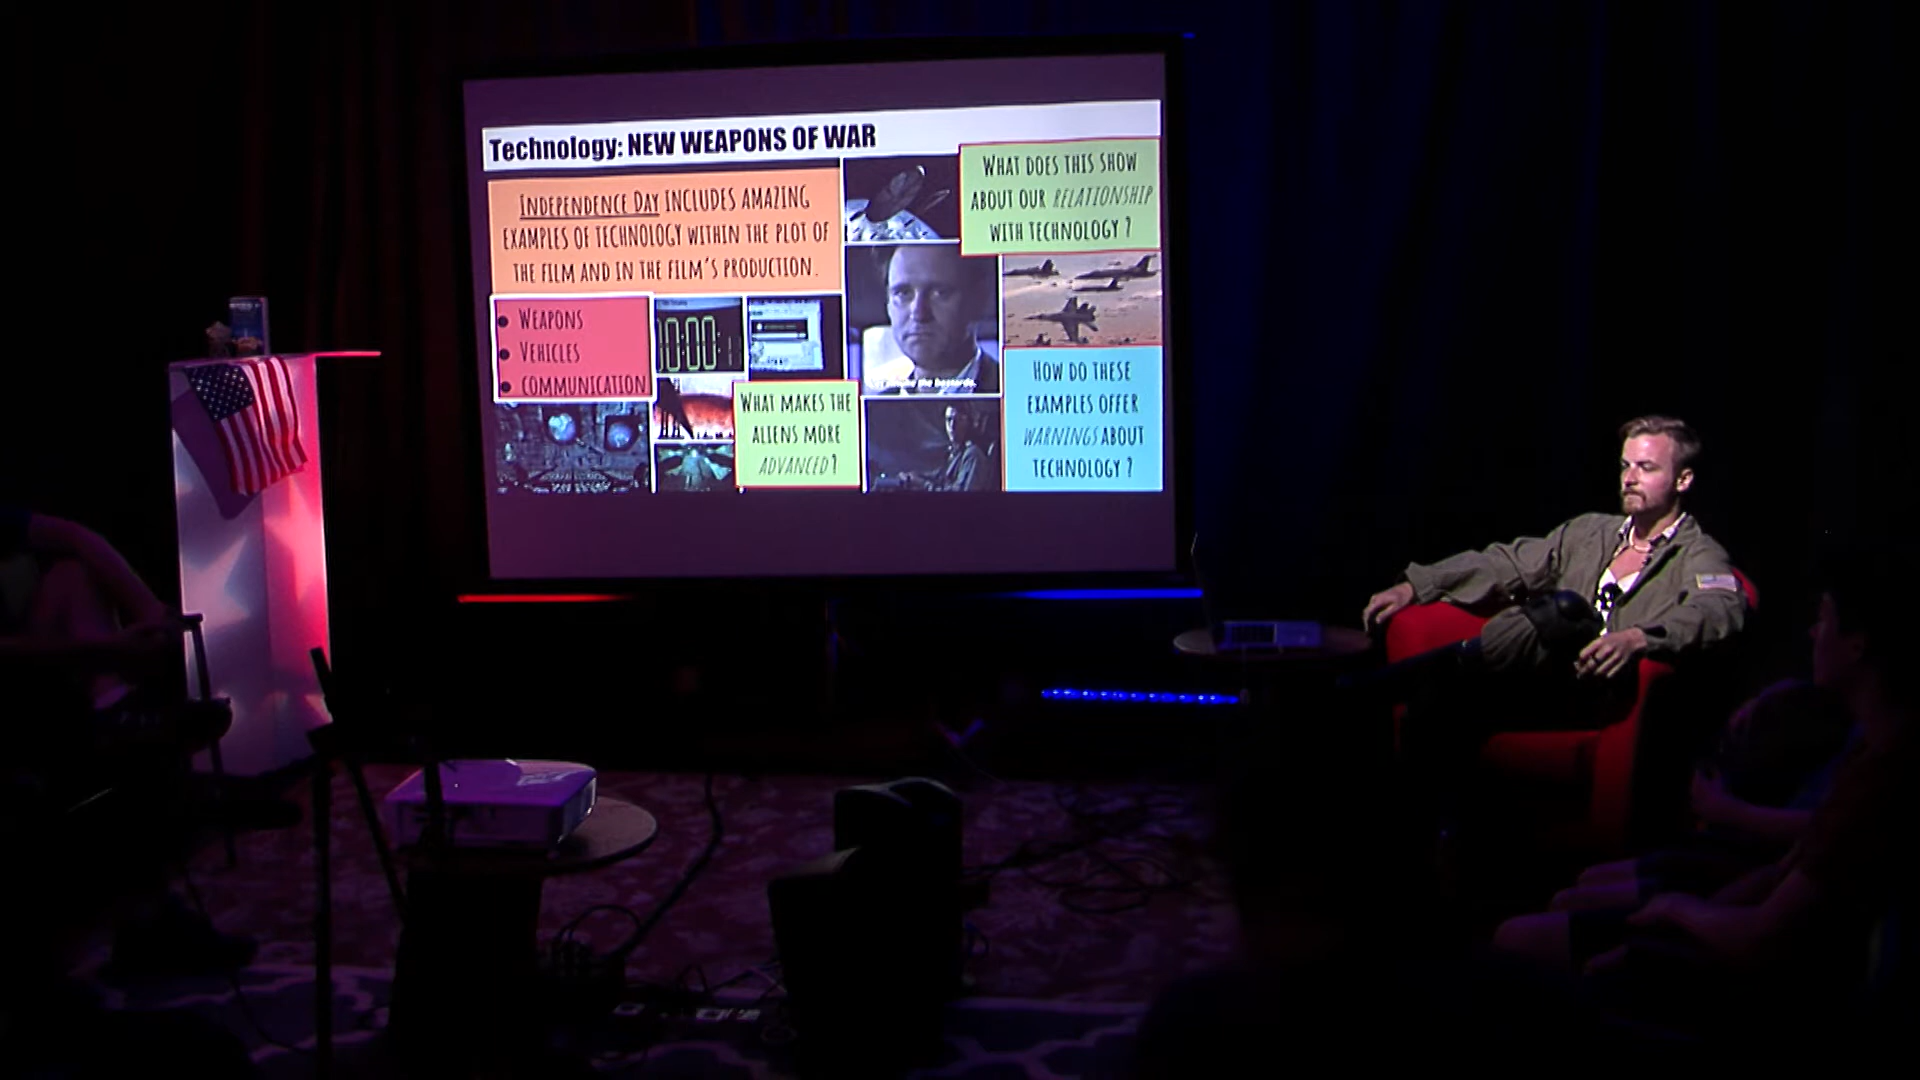 Technology: NEW WEAPONS OF WAR
INDEPENDENCE DAY INCLUDES AMAZING
EXAMPLES OF TECHNOLOGY WITHIN THE PLOT OF
THE FILM AND IN THE FILM'S PRODUCTION.
WHAT DOES THIS SHOW
ABOUT OUR RELATIONSHIP
WITH TECHNOLOGY ?
• WEAPONS
• VEHICLES
• COMMUNICATION
WHAT MAKES THE
ALIENS MORE
ADVANCED?
the bastards.
HOW DO THESE
EXAMPLES OFFER
WARNINGS ABOUT
TECHNOLOGY ?